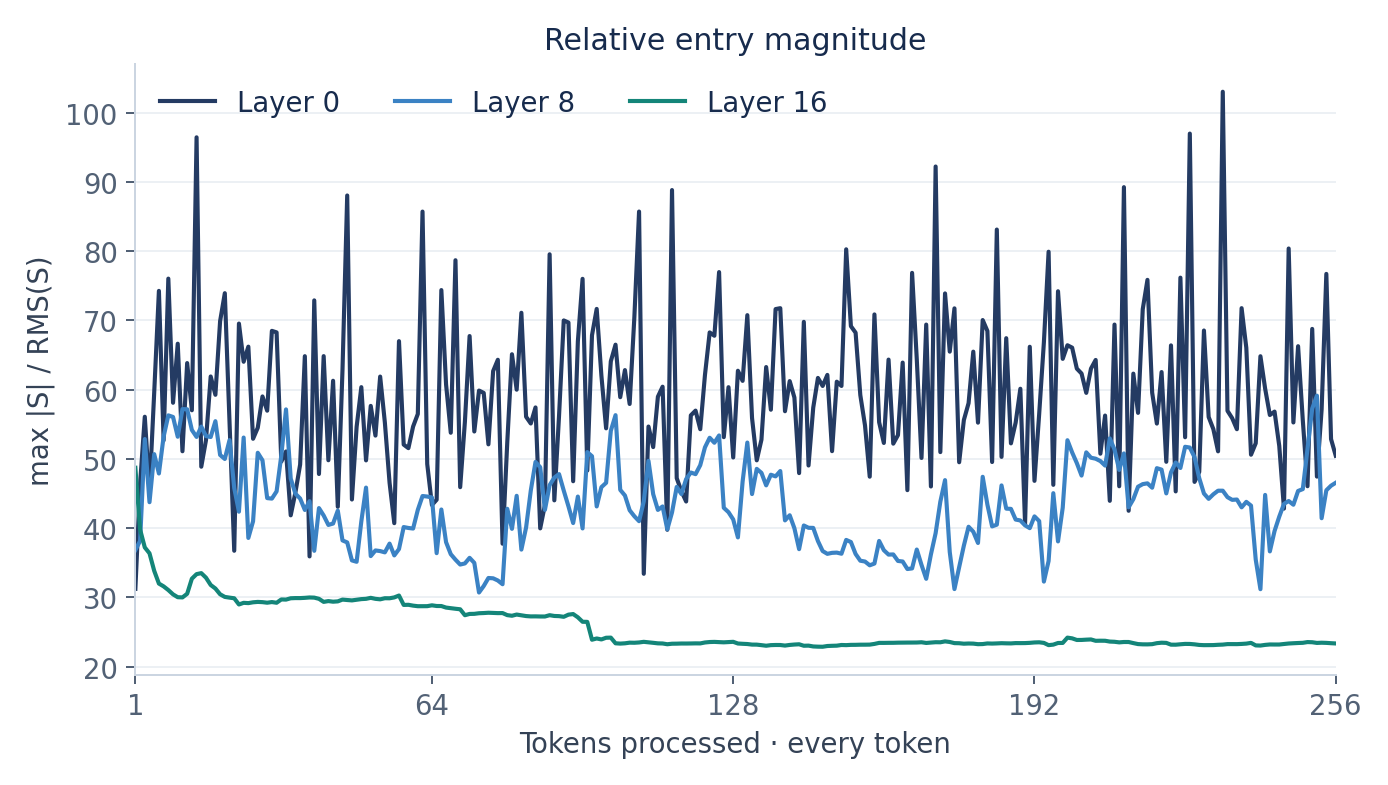 Relative entry magnitude
Layer 0 Layer 8 Layer 16
100
90
80
70
60
50
40
30
20
max |S| / RMS(S)
1 64 128 192 256
Tokens processed · every token